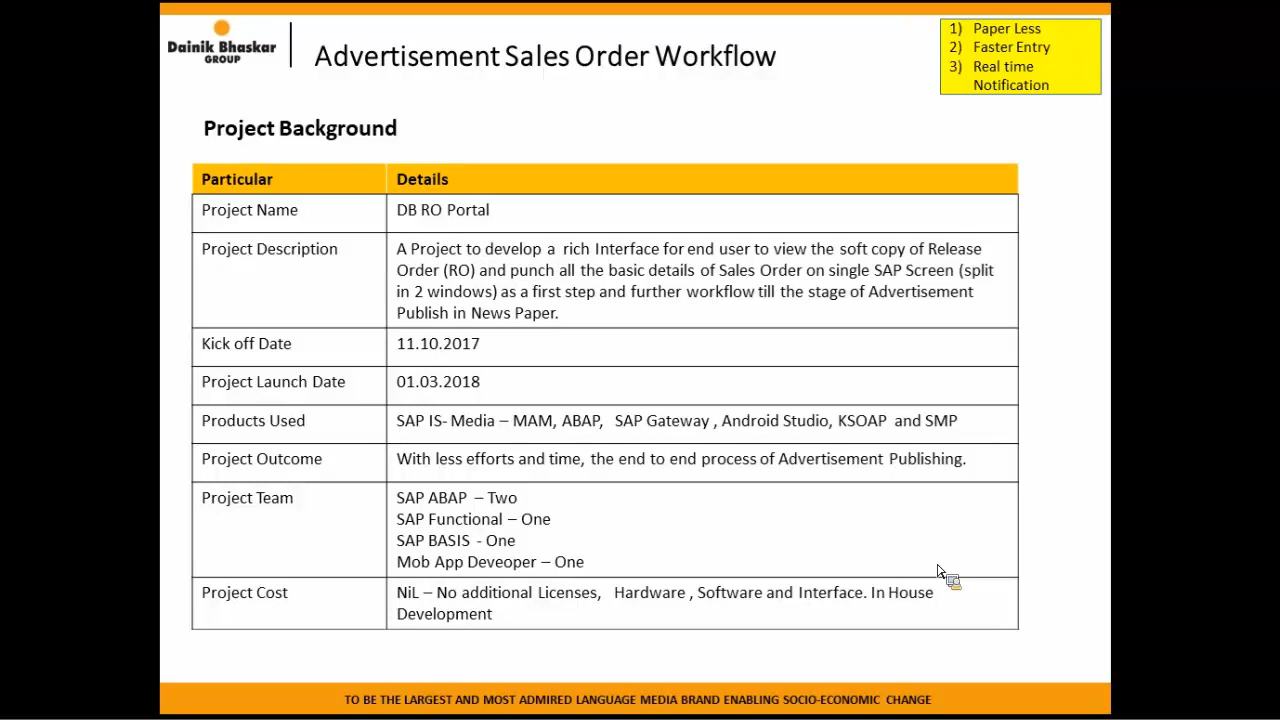 Dainik Bhaskar
GROUP
Advertisement Sales Order Workflow
1) Paper Less
2) Faster Entry
3) Real time
Notification
Project Background
Particular Details
Project Name DB RO Portal
Project Description A Project to develop a rich Interface for end user to view the soft copy of Release
Order (RO) and punch all the basic details of Sales Order on single SAP Screen (split
in 2 windows) as a first step and further workflow till the stage of Advertisement
Publish in News Paper.
Kick off Date 11.10.2017
Project Launch Date 01.03.2018
Products Used SAP IS- Media – MAM, ABAP, SAP Gateway , Android Studio, KSOAP and SMP
Project Outcome With less efforts and time, the end to end process of Advertisement Publishing.
Project Team SAP ABAP – Two
SAP Functional – One
SAP BASIS - One
Mob App Deveoper – One
Project Cost NiL – No additional Licenses, Hardware , Software and Interface. In House
Development
TO BE THE LARGEST AND MOST ADMIRED LANGUAGE MEDIA BRAND ENABLING SOCIO-ECONOMIC CHANGE